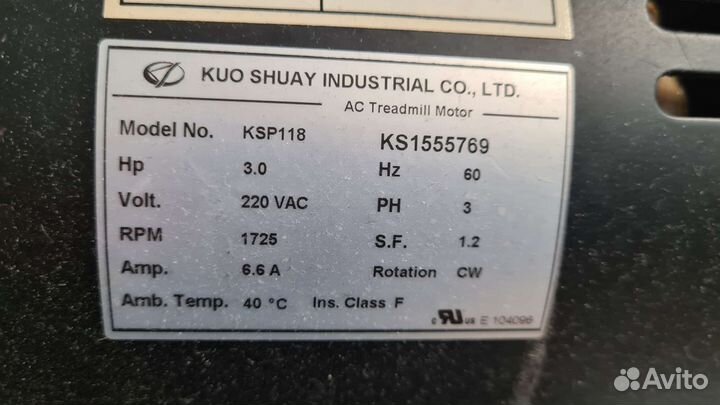 KUO SHUAY INDUSTRIAL CO., LTD.
AC Treadmill Motor
Model No. KSP118 KS1555769
Hp 3.0 Hz 60
Volt. 220 VAC PH 3
RPM 1725 S.F. 1.2
Amp. 6.6 A Rotation CW
Amb. Temp. 40 °C Ins. Class F
c RU US E 104096
Avito